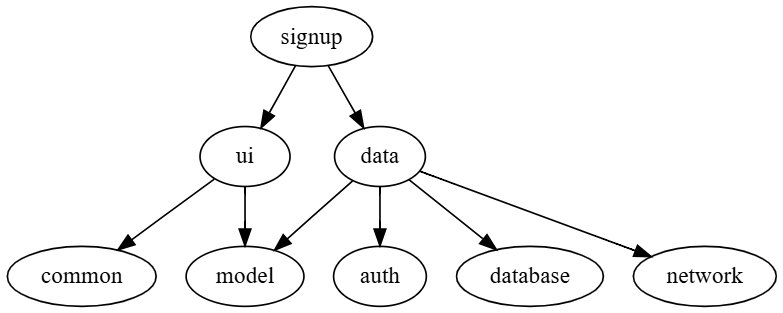 signup
ui
data
common
model
auth
database
network